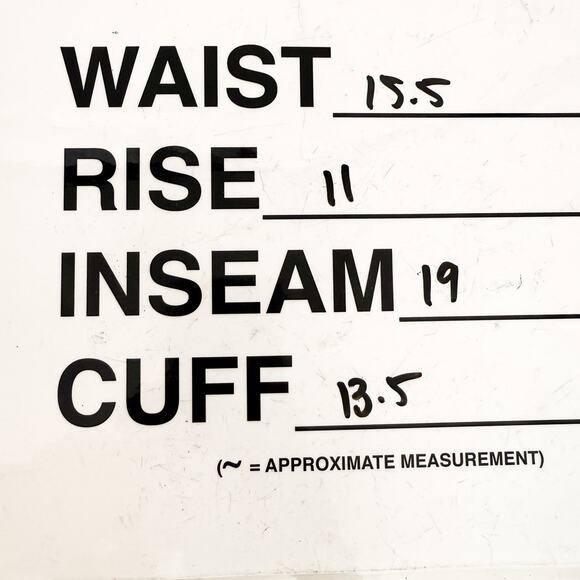 WAIST 15.5
RISE 11
INSEAM 19
CUFF 13.5
(~ = APPROXIMATE MEASUREMENT)